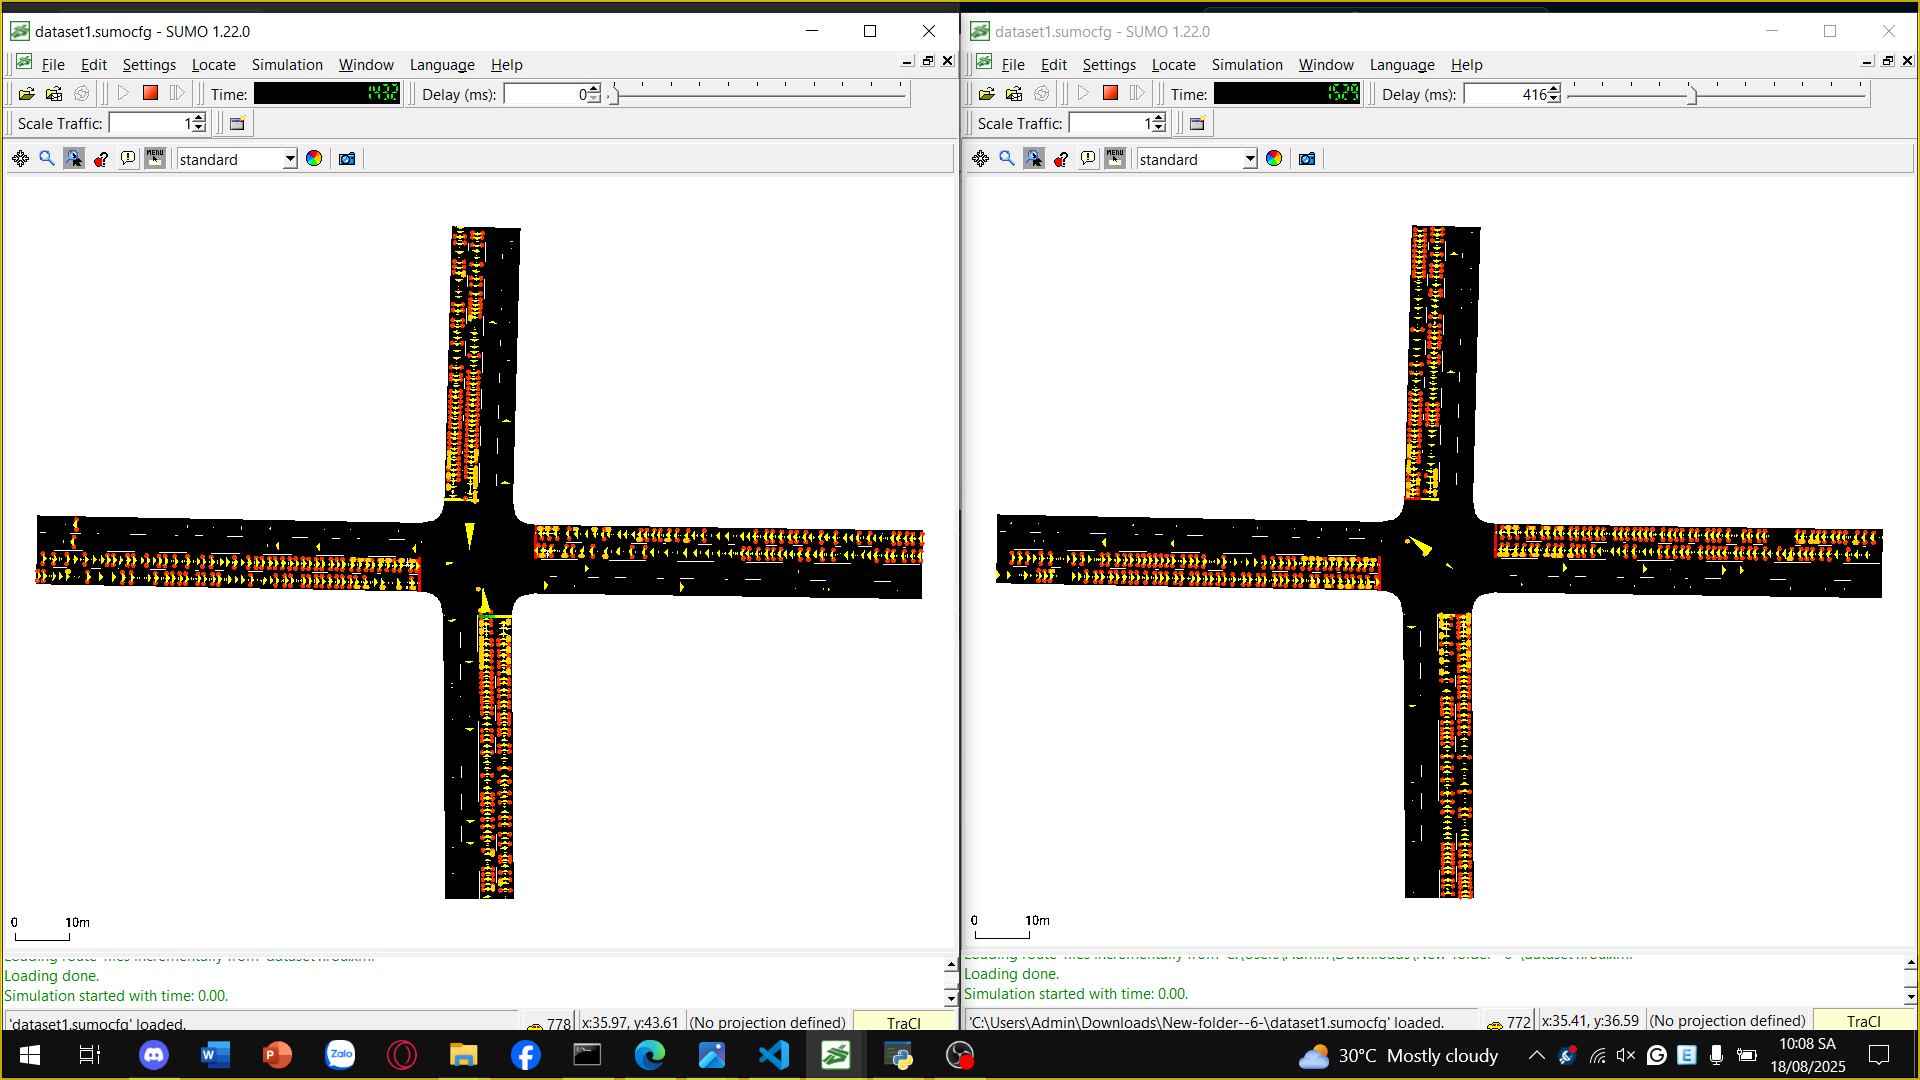 dataset1.sumocfg - SUMO 1.22.0
File Edit Settings Locate Simulation Window Language Help
Time: 1432 Delay (ms): 0
Scale Traffic: 1
MENU standard
0 10m
Loading done.
Simulation started with time: 0.00.
'dataset1.sumocfg' loaded. 778 x:35.97, y:43.61 (No projection defined) TraCI
dataset1.sumocfg - SUMO 1.22.0
File Edit Settings Locate Simulation Window Language Help
Time: 1529 Delay (ms): 416
Scale Traffic: 1
MENU standard
0 10m
Loading done.
Simulation started with time: 0.00.
'C:\Users\Admin\Downloads\New-folder--6-\dataset1.sumocfg' loaded. 772 x:35.41, y:36.59 (No projection defined) TraCI
Zalo
30°C Mostly cloudy
10:08 SA
18/08/2025